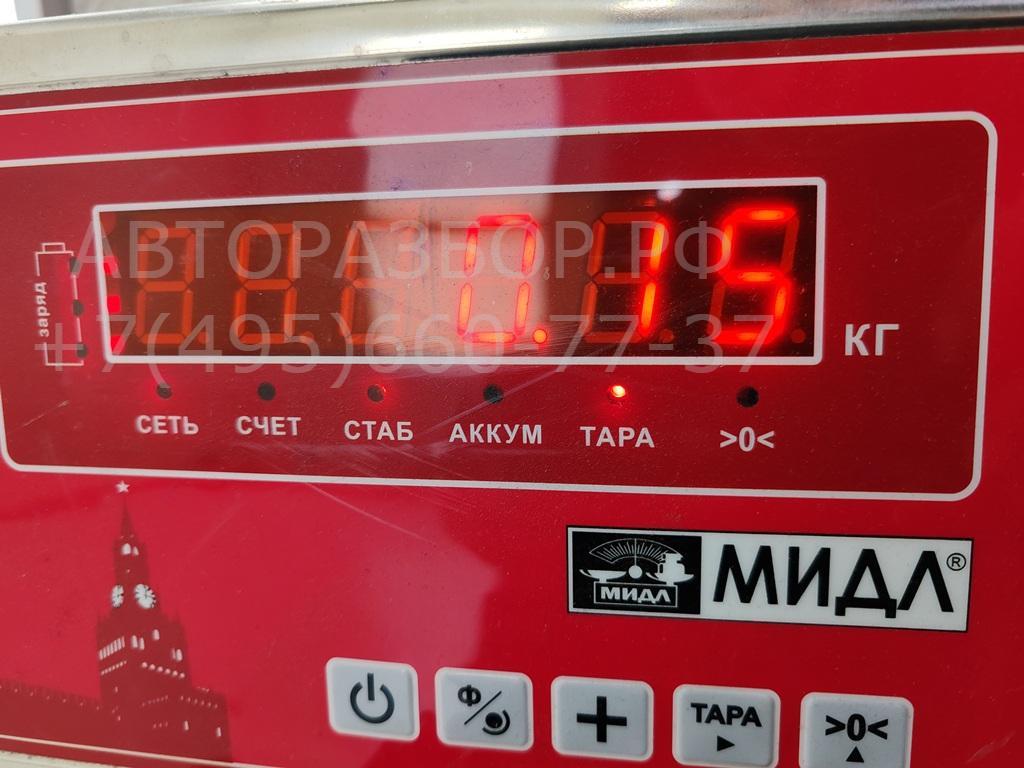 АВТОРАЗБОР.РФ
+7(495)660-77-37
заряд
0.15
КГ
СЕТЬ СЧЕТ СТАБ АККУМ ТАРА >0<
МИДЛ МИДЛ®
Ф/ + ТАРА >0<